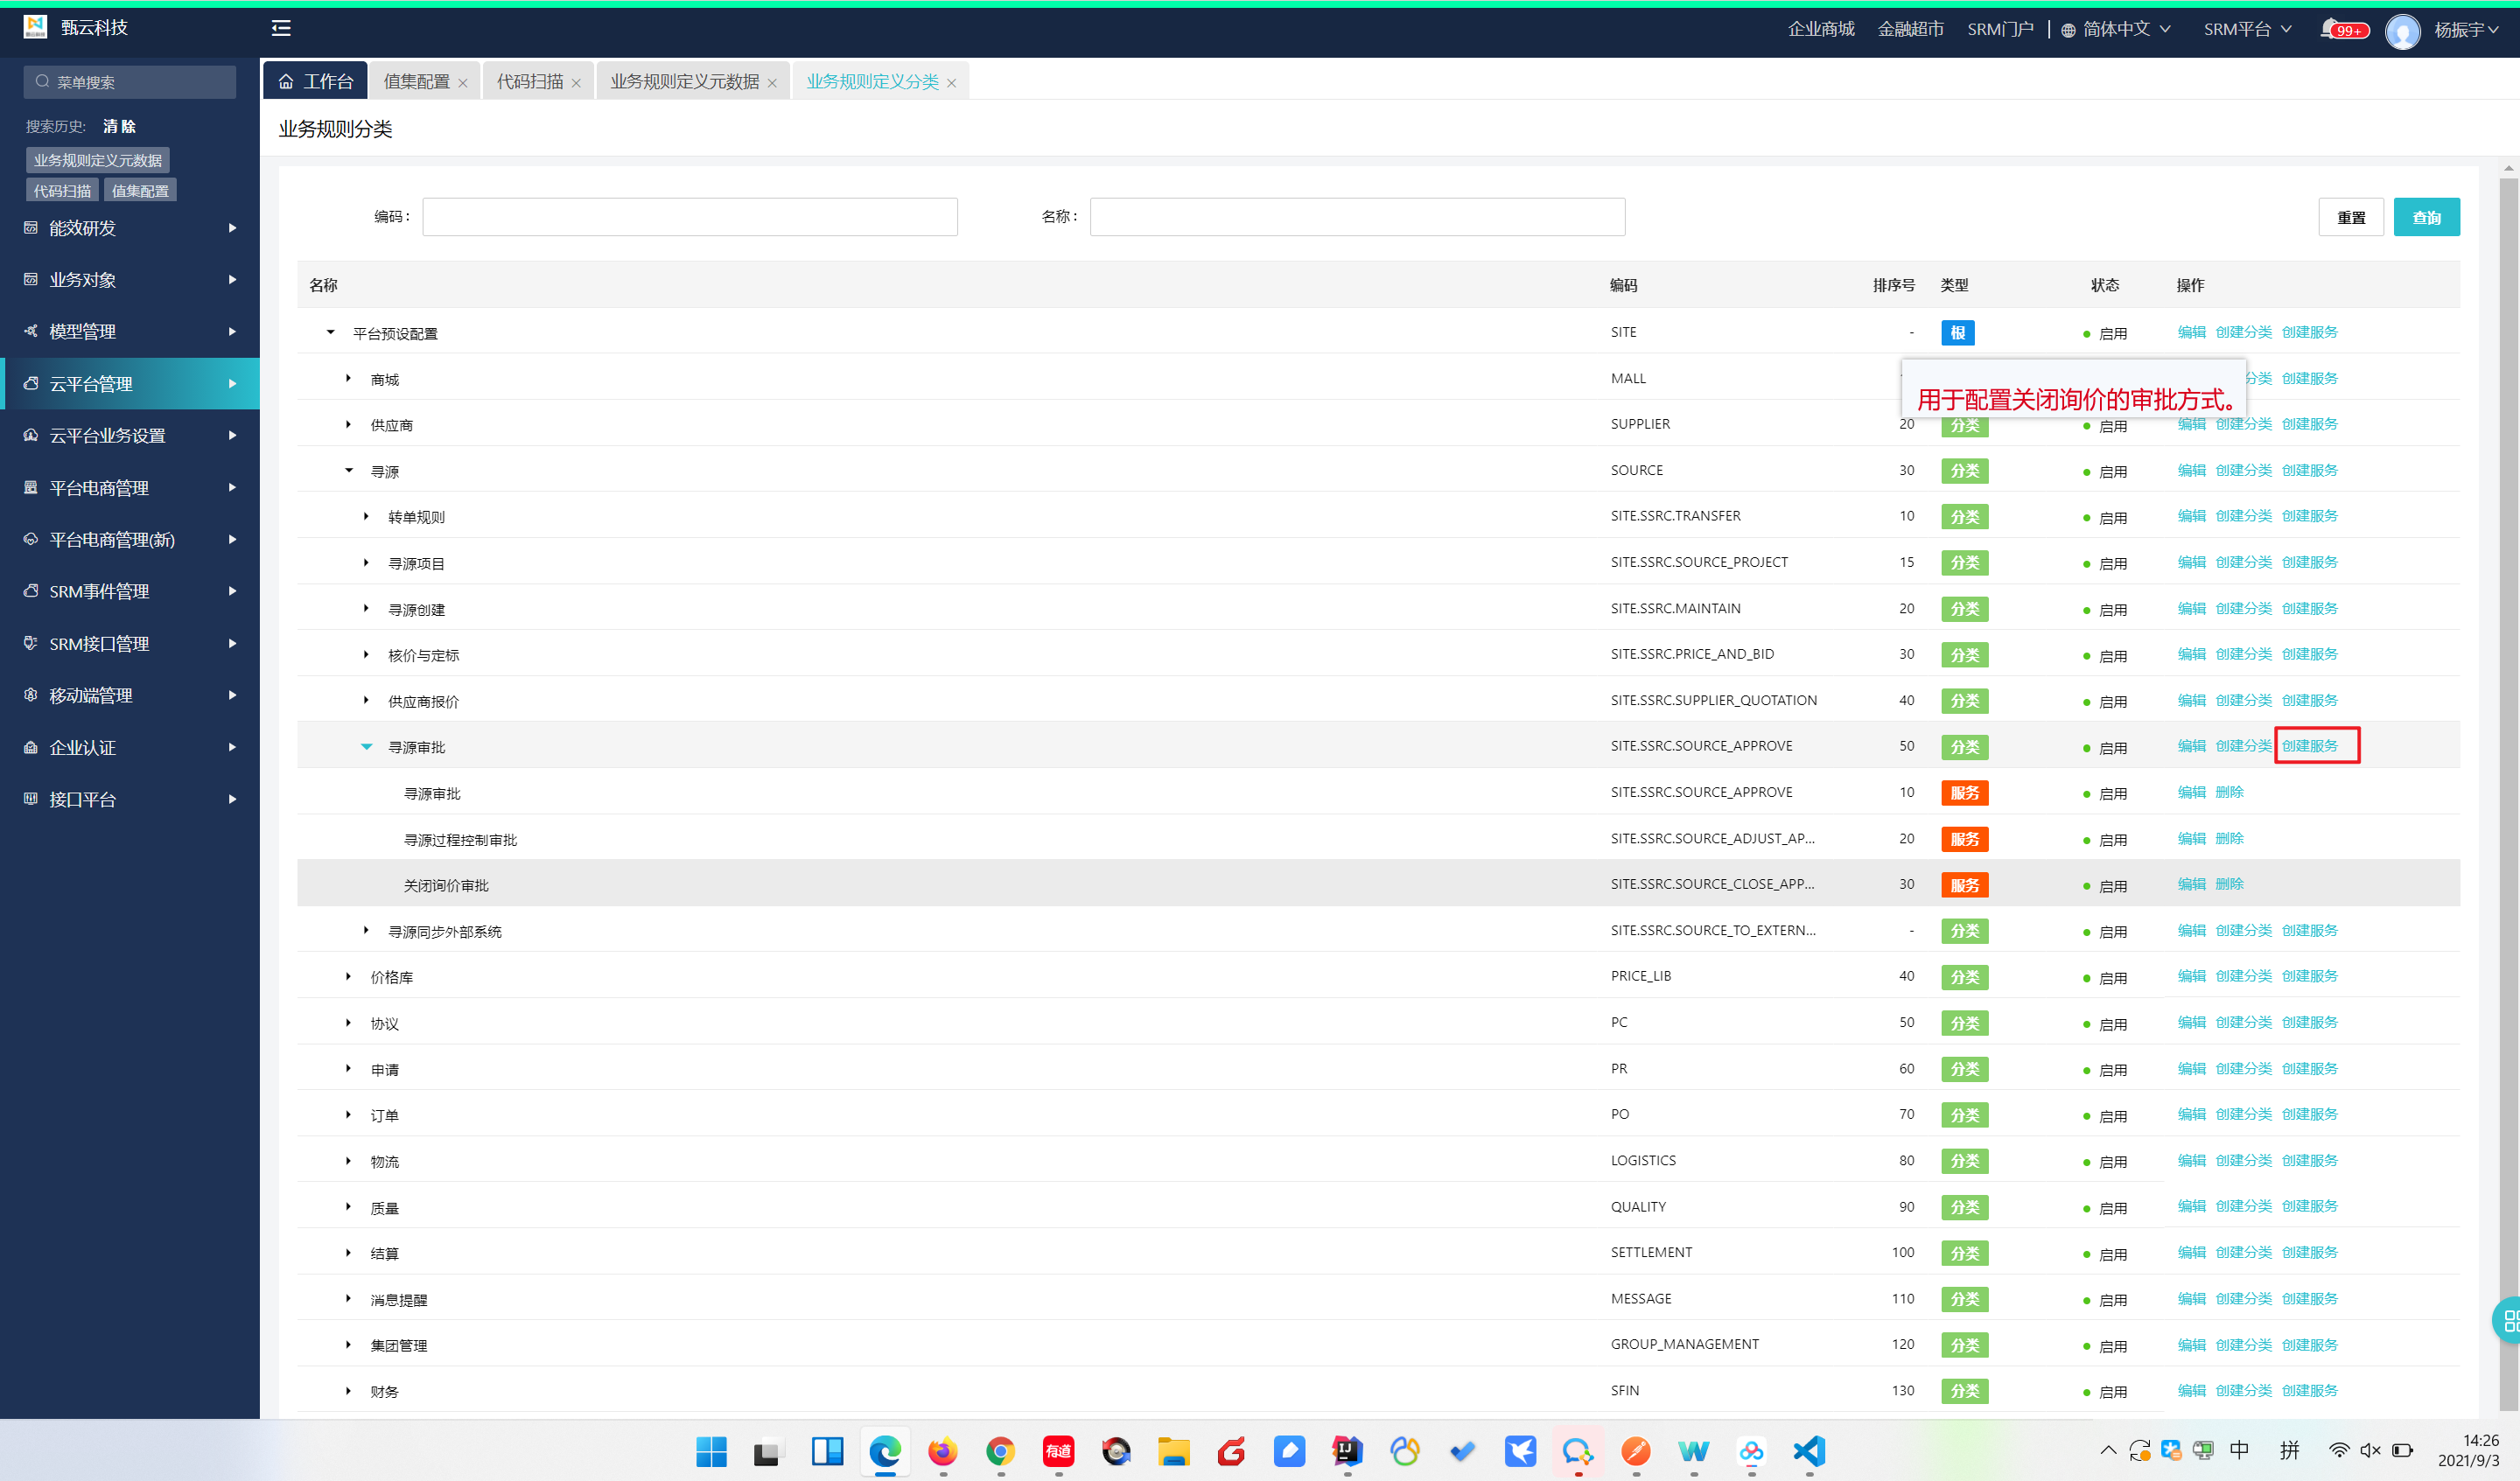 甄云科技
企业商城 金融超市 SRM门户 简体中文 SRM平台 99+ 杨振宇
菜单搜索
工作台 值集配置 代码扫描 业务规则定义元数据 业务规则定义分类
搜索历史: 清除
业务规则定义元数据
代码扫描 值集配置
能效研发
业务对象
模型管理
云平台管理
云平台业务设置
平台电商管理
平台电商管理(新)
SRM事件管理
SRM接口管理
移动端管理
企业认证
接口平台
业务规则分类
编码: 名称: 重置 查询
名称 编码 排序号 类型 状态 操作
平台预设配置 SITE - 根 启用 编辑 创建分类 创建服务
商城 MALL 分类 创建服务
用于配置关闭询价的审批方式。
供应商 SUPPLIER 20 分类 启用 编辑 创建分类 创建服务
寻源 SOURCE 30 分类 启用 编辑 创建分类 创建服务
转单规则 SITE.SSRC.TRANSFER 10 分类 启用 编辑 创建分类 创建服务
寻源项目 SITE.SSRC.SOURCE_PROJECT 15 分类 启用 编辑 创建分类 创建服务
寻源创建 SITE.SSRC.MAINTAIN 20 分类 启用 编辑 创建分类 创建服务
核价与定标 SITE.SSRC.PRICE_AND_BID 30 分类 启用 编辑 创建分类 创建服务
供应商报价 SITE.SSRC.SUPPLIER_QUOTATION 40 分类 启用 编辑 创建分类 创建服务
寻源审批 SITE.SSRC.SOURCE_APPROVE 50 分类 启用 编辑 创建分类 创建服务
寻源审批 SITE.SSRC.SOURCE_APPROVE 10 服务 启用 编辑 删除
寻源过程控制审批 SITE.SSRC.SOURCE_ADJUST_AP... 20 服务 启用 编辑 删除
关闭询价审批 SITE.SSRC.SOURCE_CLOSE_APP... 30 服务 启用 编辑 删除
寻源同步外部系统 SITE.SSRC.SOURCE_TO_EXTERN... - 分类 启用 编辑 创建分类 创建服务
价格库 PRICE_LIB 40 分类 启用 编辑 创建分类 创建服务
协议 PC 50 分类 启用 编辑 创建分类 创建服务
申请 PR 60 分类 启用 编辑 创建分类 创建服务
订单 PO 70 分类 启用 编辑 创建分类 创建服务
物流 LOGISTICS 80 分类 启用 编辑 创建分类 创建服务
质量 QUALITY 90 分类 启用 编辑 创建分类 创建服务
结算 SETTLEMENT 100 分类 启用 编辑 创建分类 创建服务
消息提醒 MESSAGE 110 分类 启用 编辑 创建分类 创建服务
集团管理 GROUP_MANAGEMENT 120 分类 启用 编辑 创建分类 创建服务
财务 SFIN 130 分类 启用 编辑 创建分类 创建服务
有道 IJ 中 拼 14:26
2021/9/3